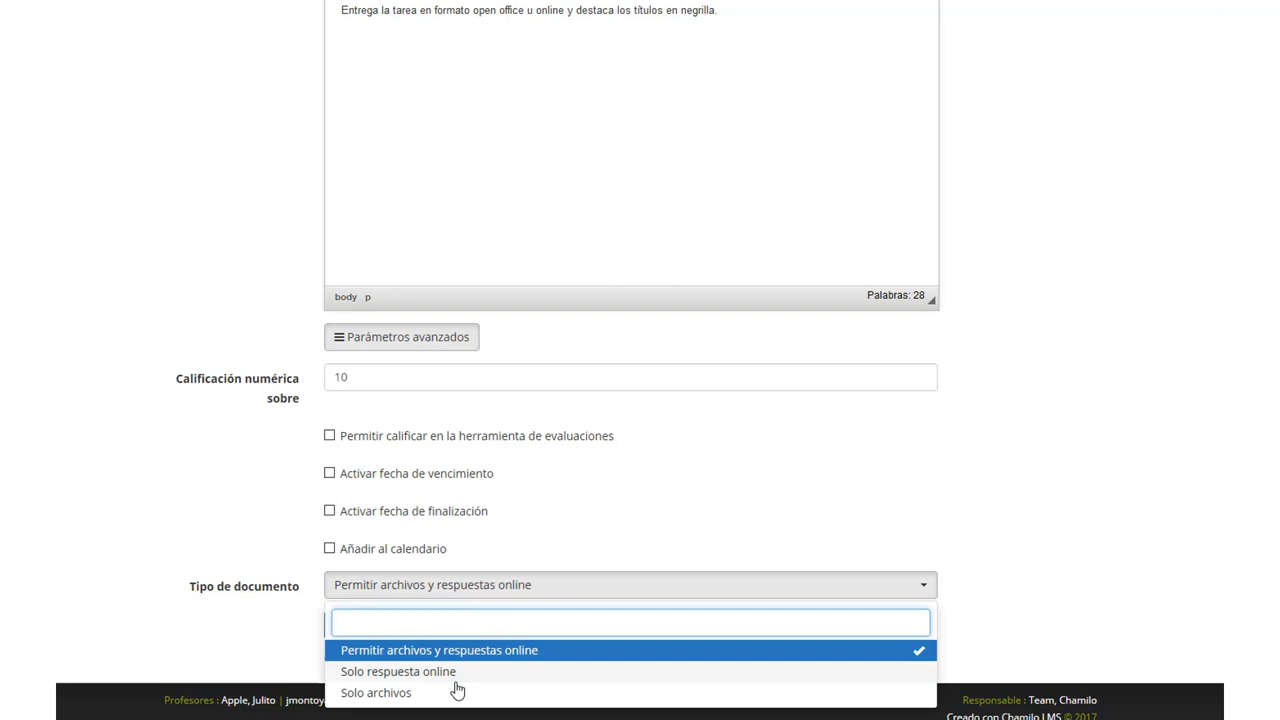 Entrega la tarea en formato open office u online y destaca los títulos en negrilla.
body p
Palabras: 28
Parámetros avanzados
Calificación numérica
sobre
10
Permitir calificar en la herramienta de evaluaciones
Activar fecha de vencimiento
Activar fecha de finalización
Añadir al calendario
Tipo de documento
Permitir archivos y respuestas online
Permitir archivos y respuestas online
Solo respuesta online
Solo archivos
Profesores : Apple, Julito | jmontoy
Responsable : Team, Chamilo
Creado con Chamilo LMS © 2017